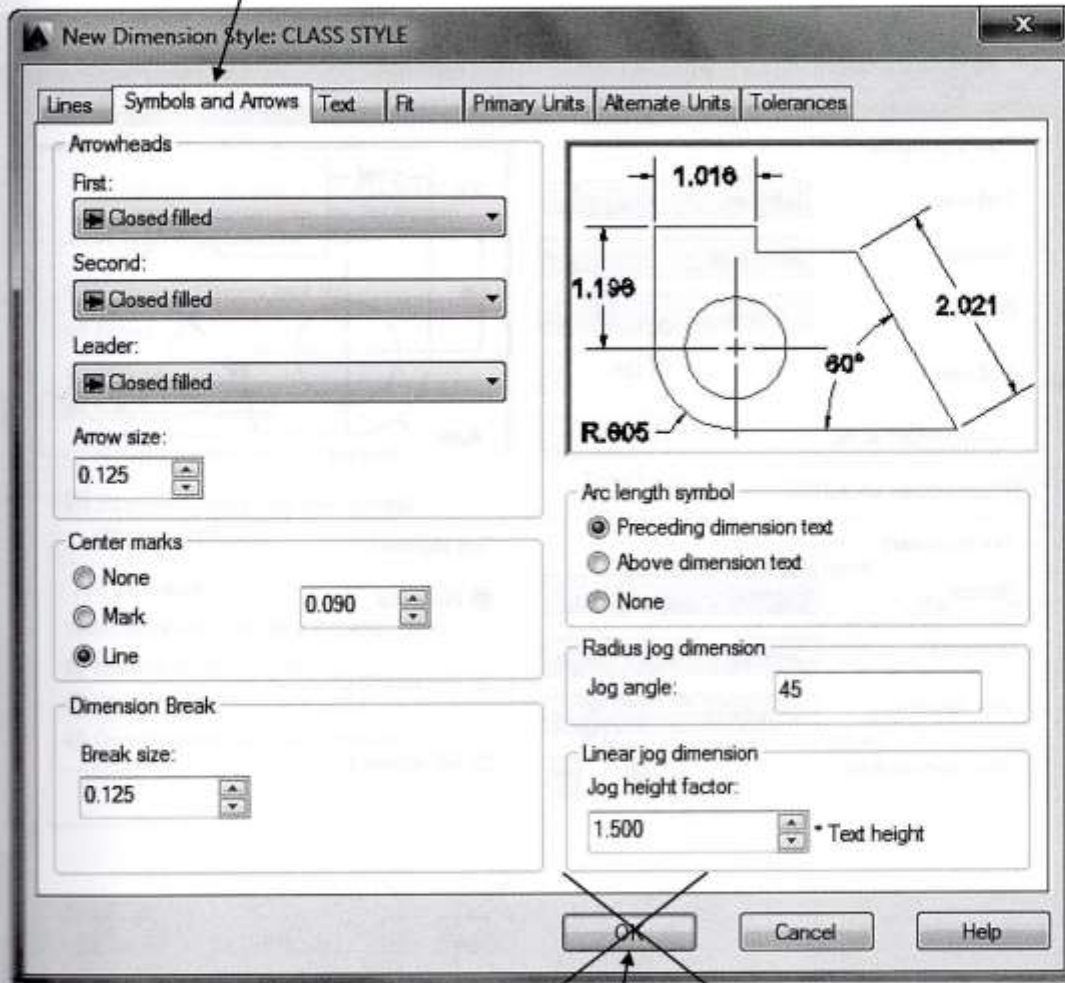 New Dimension Style: CLASS STYLE
X
Lines Symbols and Arrows Text Fit Primary Units Alternate Units Tolerances
Arrowheads
First:
Closed filled
Second:
Closed filled
Leader:
Closed filled
Arrow size:
0.125
Center marks
None
Mark
Line
0.090
Dimension Break
Break size:
0.125
1.016
1.196
2.021
60°
R.605
Arc length symbol
Preceding dimension text
Above dimension text
None
Radius jog dimension
Jog angle: 45
Linear jog dimension
Jog height factor:
1.500 * Text height
OK Cancel Help